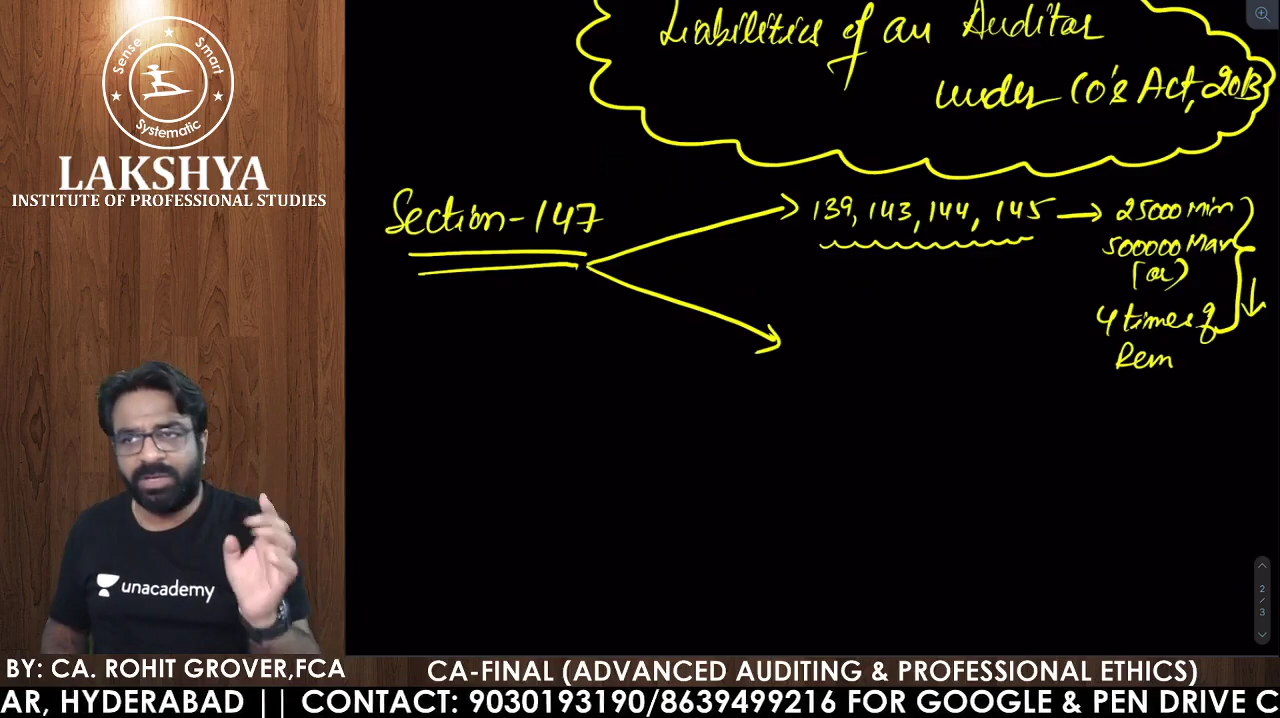 Liabilities of an Auditor
under Co's Act, 2013
Sense Smart
Systematic
LAKSHYA
INSTITUTE OF PROFESSIONAL STUDIES
Section-147
139, 143, 144, 145 → 25000 Min
500000 Max
(or)
4 times of
Rem
unacademy
2
/
3
BY: CA. ROHIT GROVER,FCA
CA-FINAL (ADVANCED AUDITING & PROFESSIONAL ETHICS)
AR, HYDERABAD || CONTACT: 9030193190/8639499216 FOR GOOGLE & PEN DRIVE C